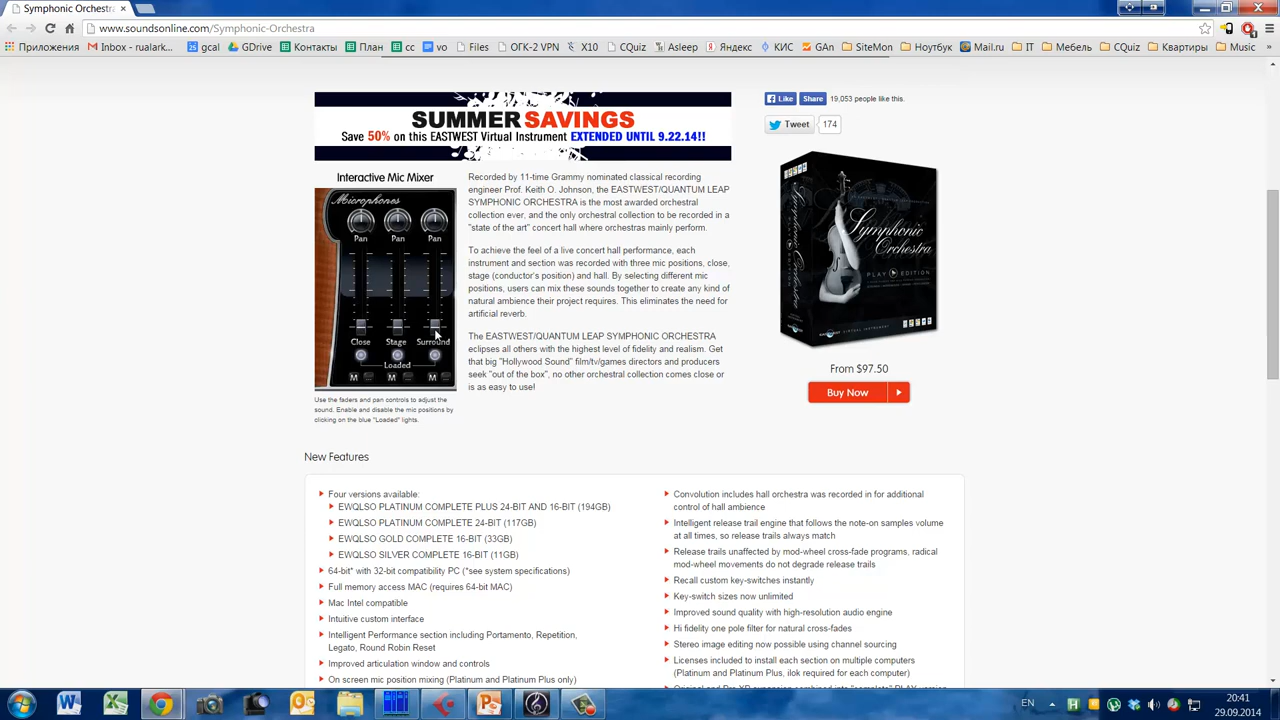 Symphonic Orchestra
www.soundsonline.com/Symphonic-Orchestra
Приложения Inbox - rualark... gcal GDrive Контакты План cc vo Files ОГК-2 VPN X10 CQuiz Asleep Яндекс КИС GAn SiteMon Ноутбук Mail.ru IT Мебель CQuiz Квартиры Music »
SUMMER SAVINGS
Save 50% on this EASTWEST Virtual Instrument EXTENDED UNTIL 9.22.14!!
Like Share 19,053 people like this.
Tweet 174
Interactive Mic Mixer
Microphones
Pan Pan Pan
Close Stage Surround
Loaded
M M M
Use the faders and pan controls to adjust the
sound. Enable and disable the mic positions by
clicking on the blue "Loaded" lights.
Recorded by 11-time Grammy nominated classical recording
engineer Prof. Keith O. Johnson, the EASTWEST/QUANTUM LEAP
SYMPHONIC ORCHESTRA is the most awarded orchestral
collection ever, and the only orchestral collection to be recorded in a
"state of the art" concert hall where orchestras mainly perform.
To achieve the feel of a live concert hall performance, each
instrument and section was recorded with three mic positions, close,
stage (conductor's position) and hall. By selecting different mic
positions, users can mix these sounds together to create any kind of
natural ambience their project requires. This eliminates the need for
artificial reverb.
The EASTWEST/QUANTUM LEAP SYMPHONIC ORCHESTRA
eclipses all others with the highest level of fidelity and realism. Get
that big "Hollywood Sound" film/tv/games directors and producers
seek "out of the box", no other orchestral collection comes close or
is as easy to use!
Symphonic
Orchestra
PLAY EDITION
From $97.50
Buy Now
New Features
Four versions available:
EWQLSO PLATINUM COMPLETE PLUS 24-BIT AND 16-BIT (194GB)
EWQLSO PLATINUM COMPLETE 24-BIT (117GB)
EWQLSO GOLD COMPLETE 16-BIT (33GB)
EWQLSO SILVER COMPLETE 16-BIT (11GB)
64-bit* with 32-bit compatibility PC (*see system specifications)
Full memory access MAC (requires 64-bit MAC)
Mac Intel compatible
Intuitive custom interface
Intelligent Performance section including Portamento, Repetition,
Legato, Round Robin Reset
Improved articulation window and controls
On screen mic position mixing (Platinum and Platinum Plus only)
Convolution includes hall orchestra was recorded in for additional
control of hall ambience
Intelligent release trail engine that follows the note-on samples volume
at all times, so release trails always match
Release trails unaffected by mod-wheel cross-fade programs, radical
mod-wheel movements do not degrade release trails
Recall custom key-switches instantly
Key-switch sizes now unlimited
Improved sound quality with high-resolution audio engine
Hi fidelity one pole filter for natural cross-fades
Stereo image editing now possible using channel sourcing
Licenses included to install each section on multiple computers
(Platinum and Platinum Plus, ilok required for each computer)
EN
20:41
29.09.2014